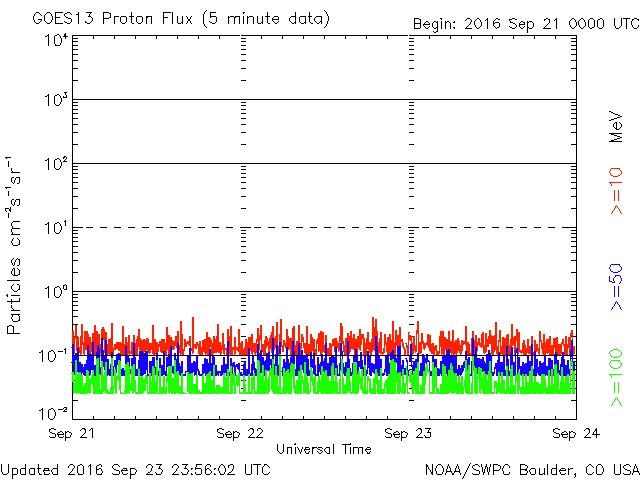 GOES13 Proton Flux (5 minute data)
Begin: 2016 Sep 21 0000 UTC
Particles cm⁻²s⁻¹sr⁻¹
10⁴
10³
10²
10¹
10⁰
10⁻¹
10⁻²
Sep 21 Sep 22 Sep 23 Sep 24
Universal Time
MeV
>=10
>=50
>=100
Updated 2016 Sep 23 23:56:02 UTC
NOAA/SWPC Boulder, CO USA